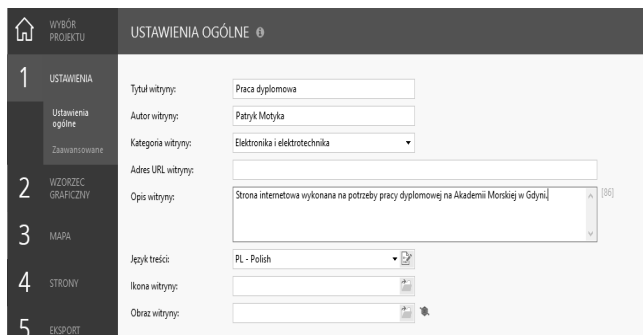 WYBÓR
PROJEKTU
USTAWIENIA OGÓLNE
1 USTAWIENIA
Ustawienia
ogólne
Zaawansowane
2 WZORZEC
GRAFICZNY
3 MAPA
4 STRONY
5 EKSPORT
Tytuł witryny: Praca dyplomowa
Autor witryny: Patryk Motyka
Kategoria witryny: Elektronika i elektrotechnika
Adres URL witryny:
Opis witryny: Strona internetowa wykonana na potrzeby pracy dyplomowej na Akademii Morskiej w Gdyni. [86]
Język treści: PL - Polish
Ikona witryny:
Obraz witryny: